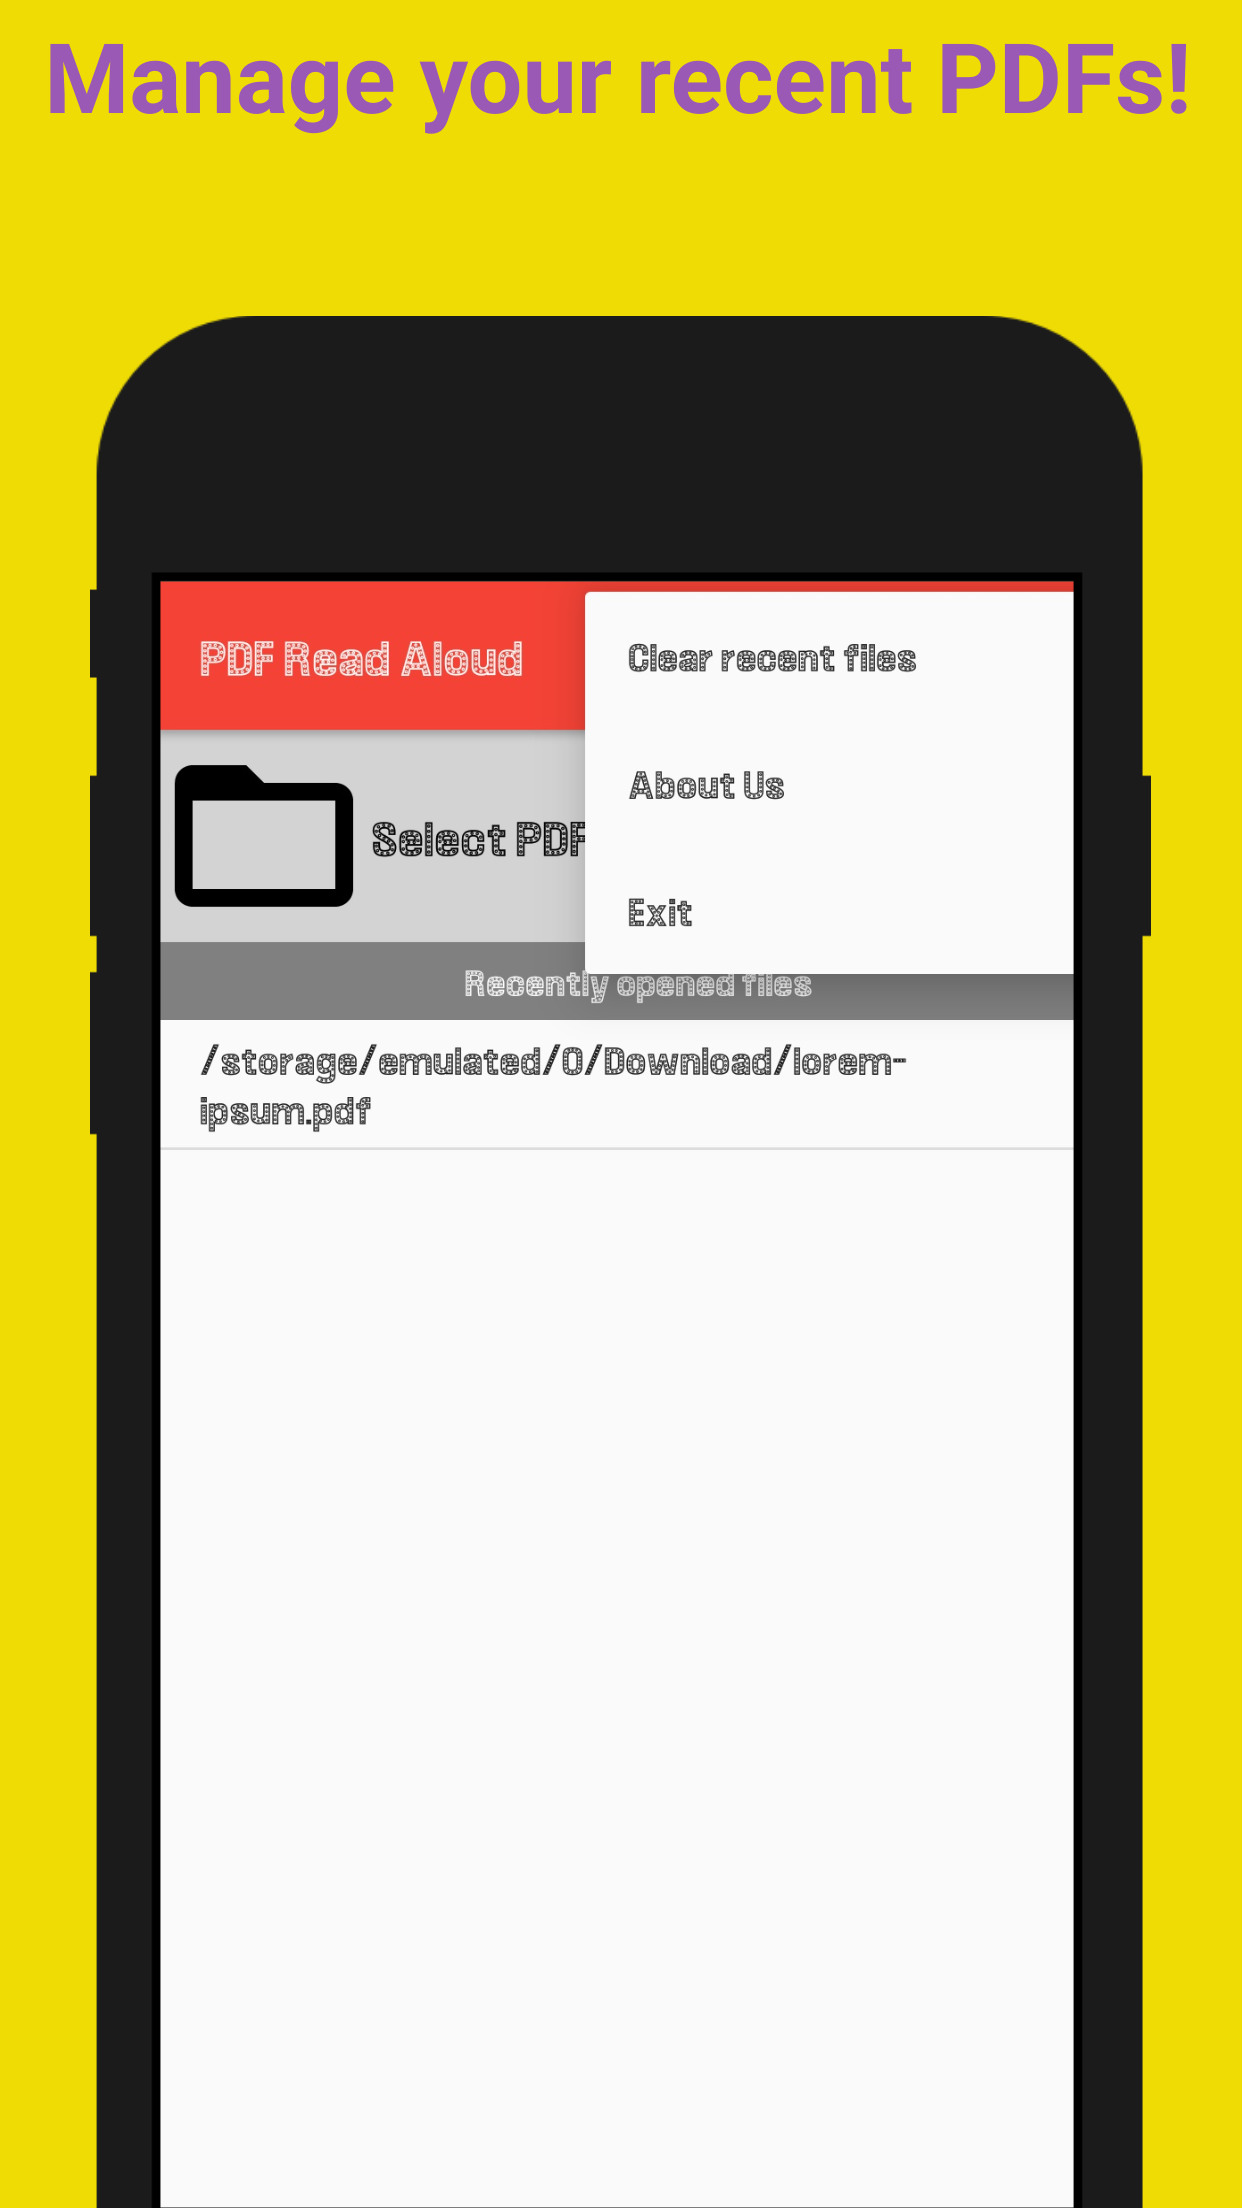 Manage your recent PDFs!
PDF Read Aloud
Clear recent files
About Us
Select PDF
Exit
Recently opened files
/storage/emulated/0/Download/lorem-
ipsum.pdf